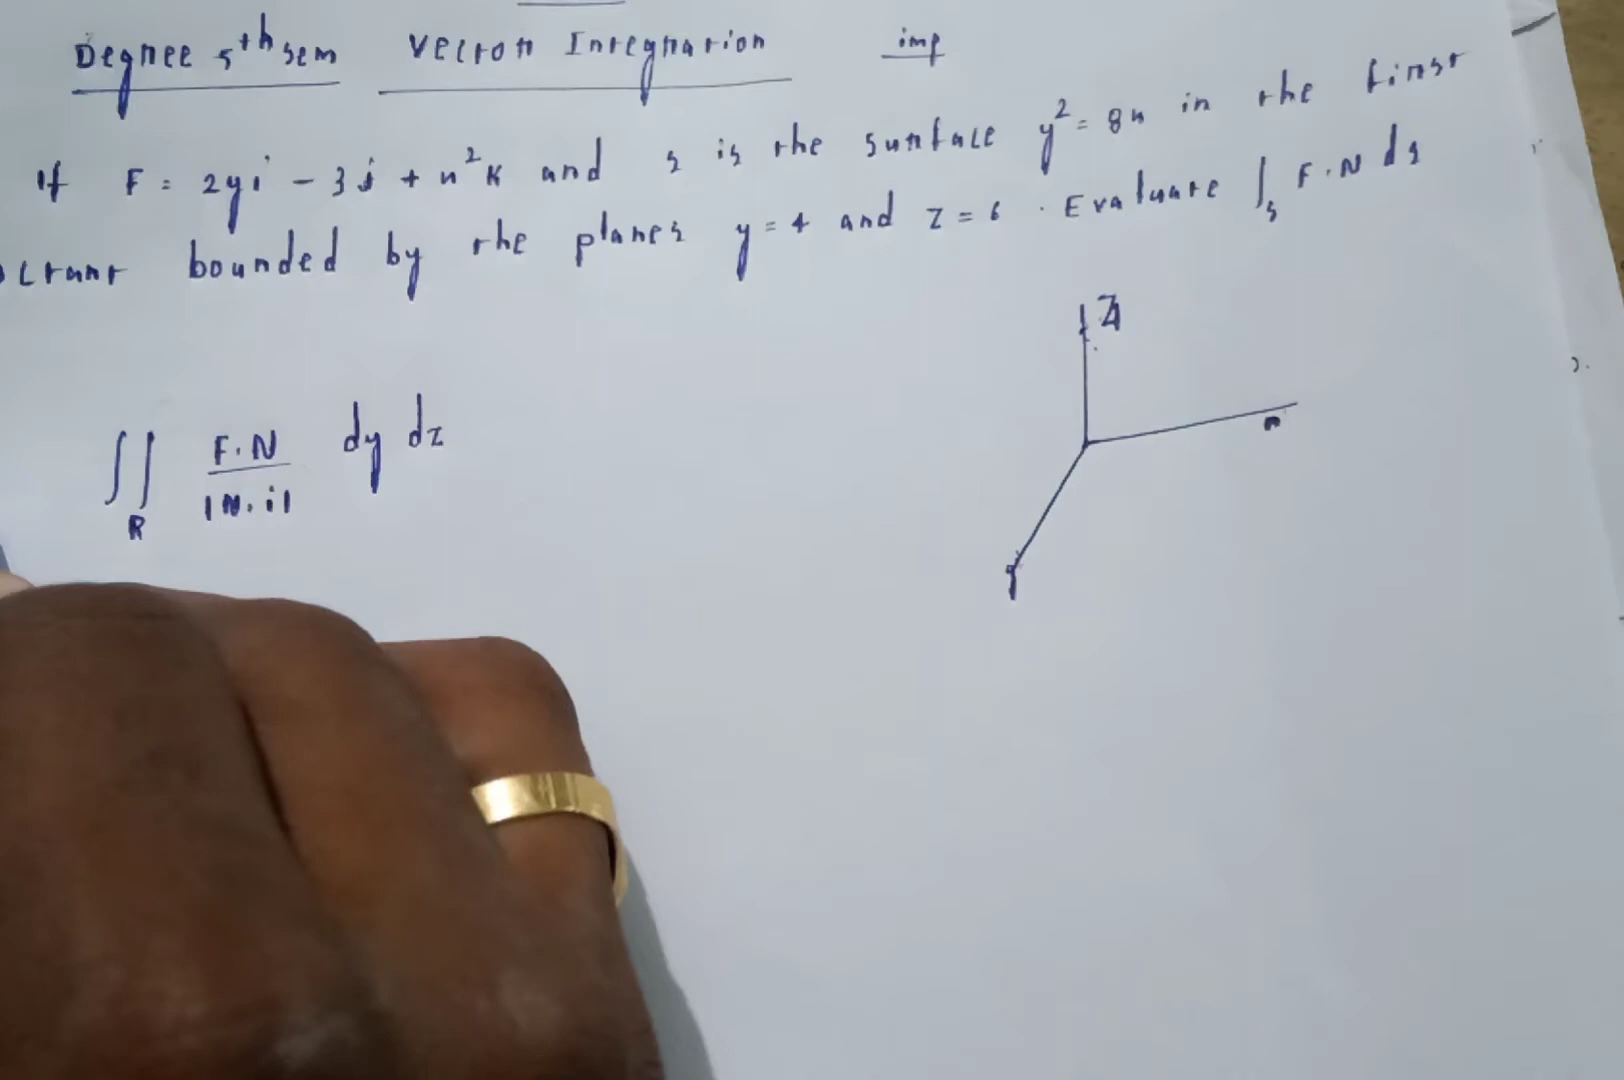 Degree 5th sem Vector Integration imp
If F = 2yi - 3j + x²K and s is the surface y² = 8x in the first
octant bounded by the planes y = 4 and z = 6 . Evaluate ∫s F.N ds
Z
x
y
∬R F.N / |N.i| dy dz